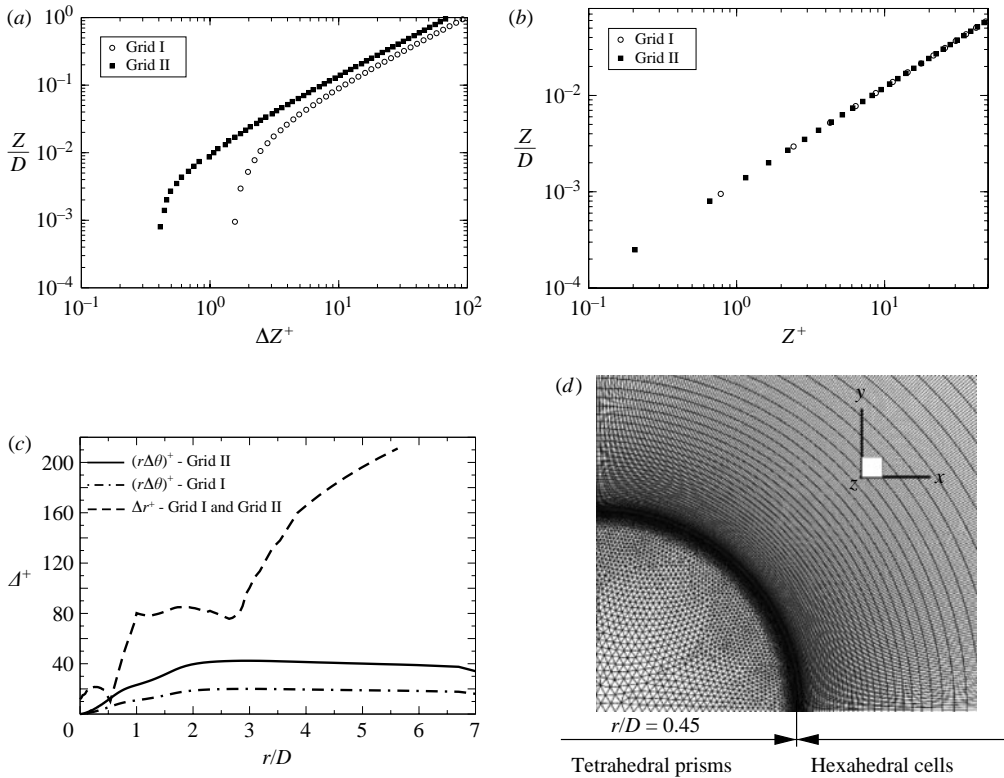 (a)
10^0
Grid I
Grid II
10^-1
Z/D
10^-2
10^-3
10^-4
10^-1 10^0 10^1 10^2
ΔZ^+
(b)
Grid I
Grid II
10^-1
10^-2
Z/D
10^-3
10^-4
10^-1 10^0 10^1
Z^+
(c)
200
160
120
Δ^+
80
40
0
(rΔθ)^+ - Grid II
(rΔθ)^+ - Grid I
Δr^+ - Grid I and Grid II
0 1 2 3 4 5 6 7
r/D
(d)
y
z x
r/D = 0.45
Tetrahedral prisms Hexahedral cells